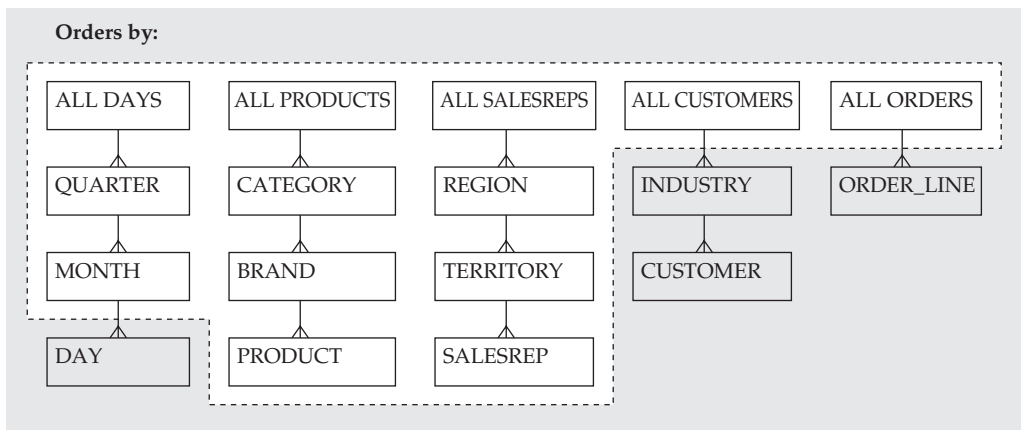 Orders by:
ALL DAYS
ALL PRODUCTS
ALL SALESREPS
ALL CUSTOMERS
ALL ORDERS
QUARTER
CATEGORY
REGION
INDUSTRY
ORDER_LINE
MONTH
BRAND
TERRITORY
CUSTOMER
DAY
PRODUCT
SALESREP